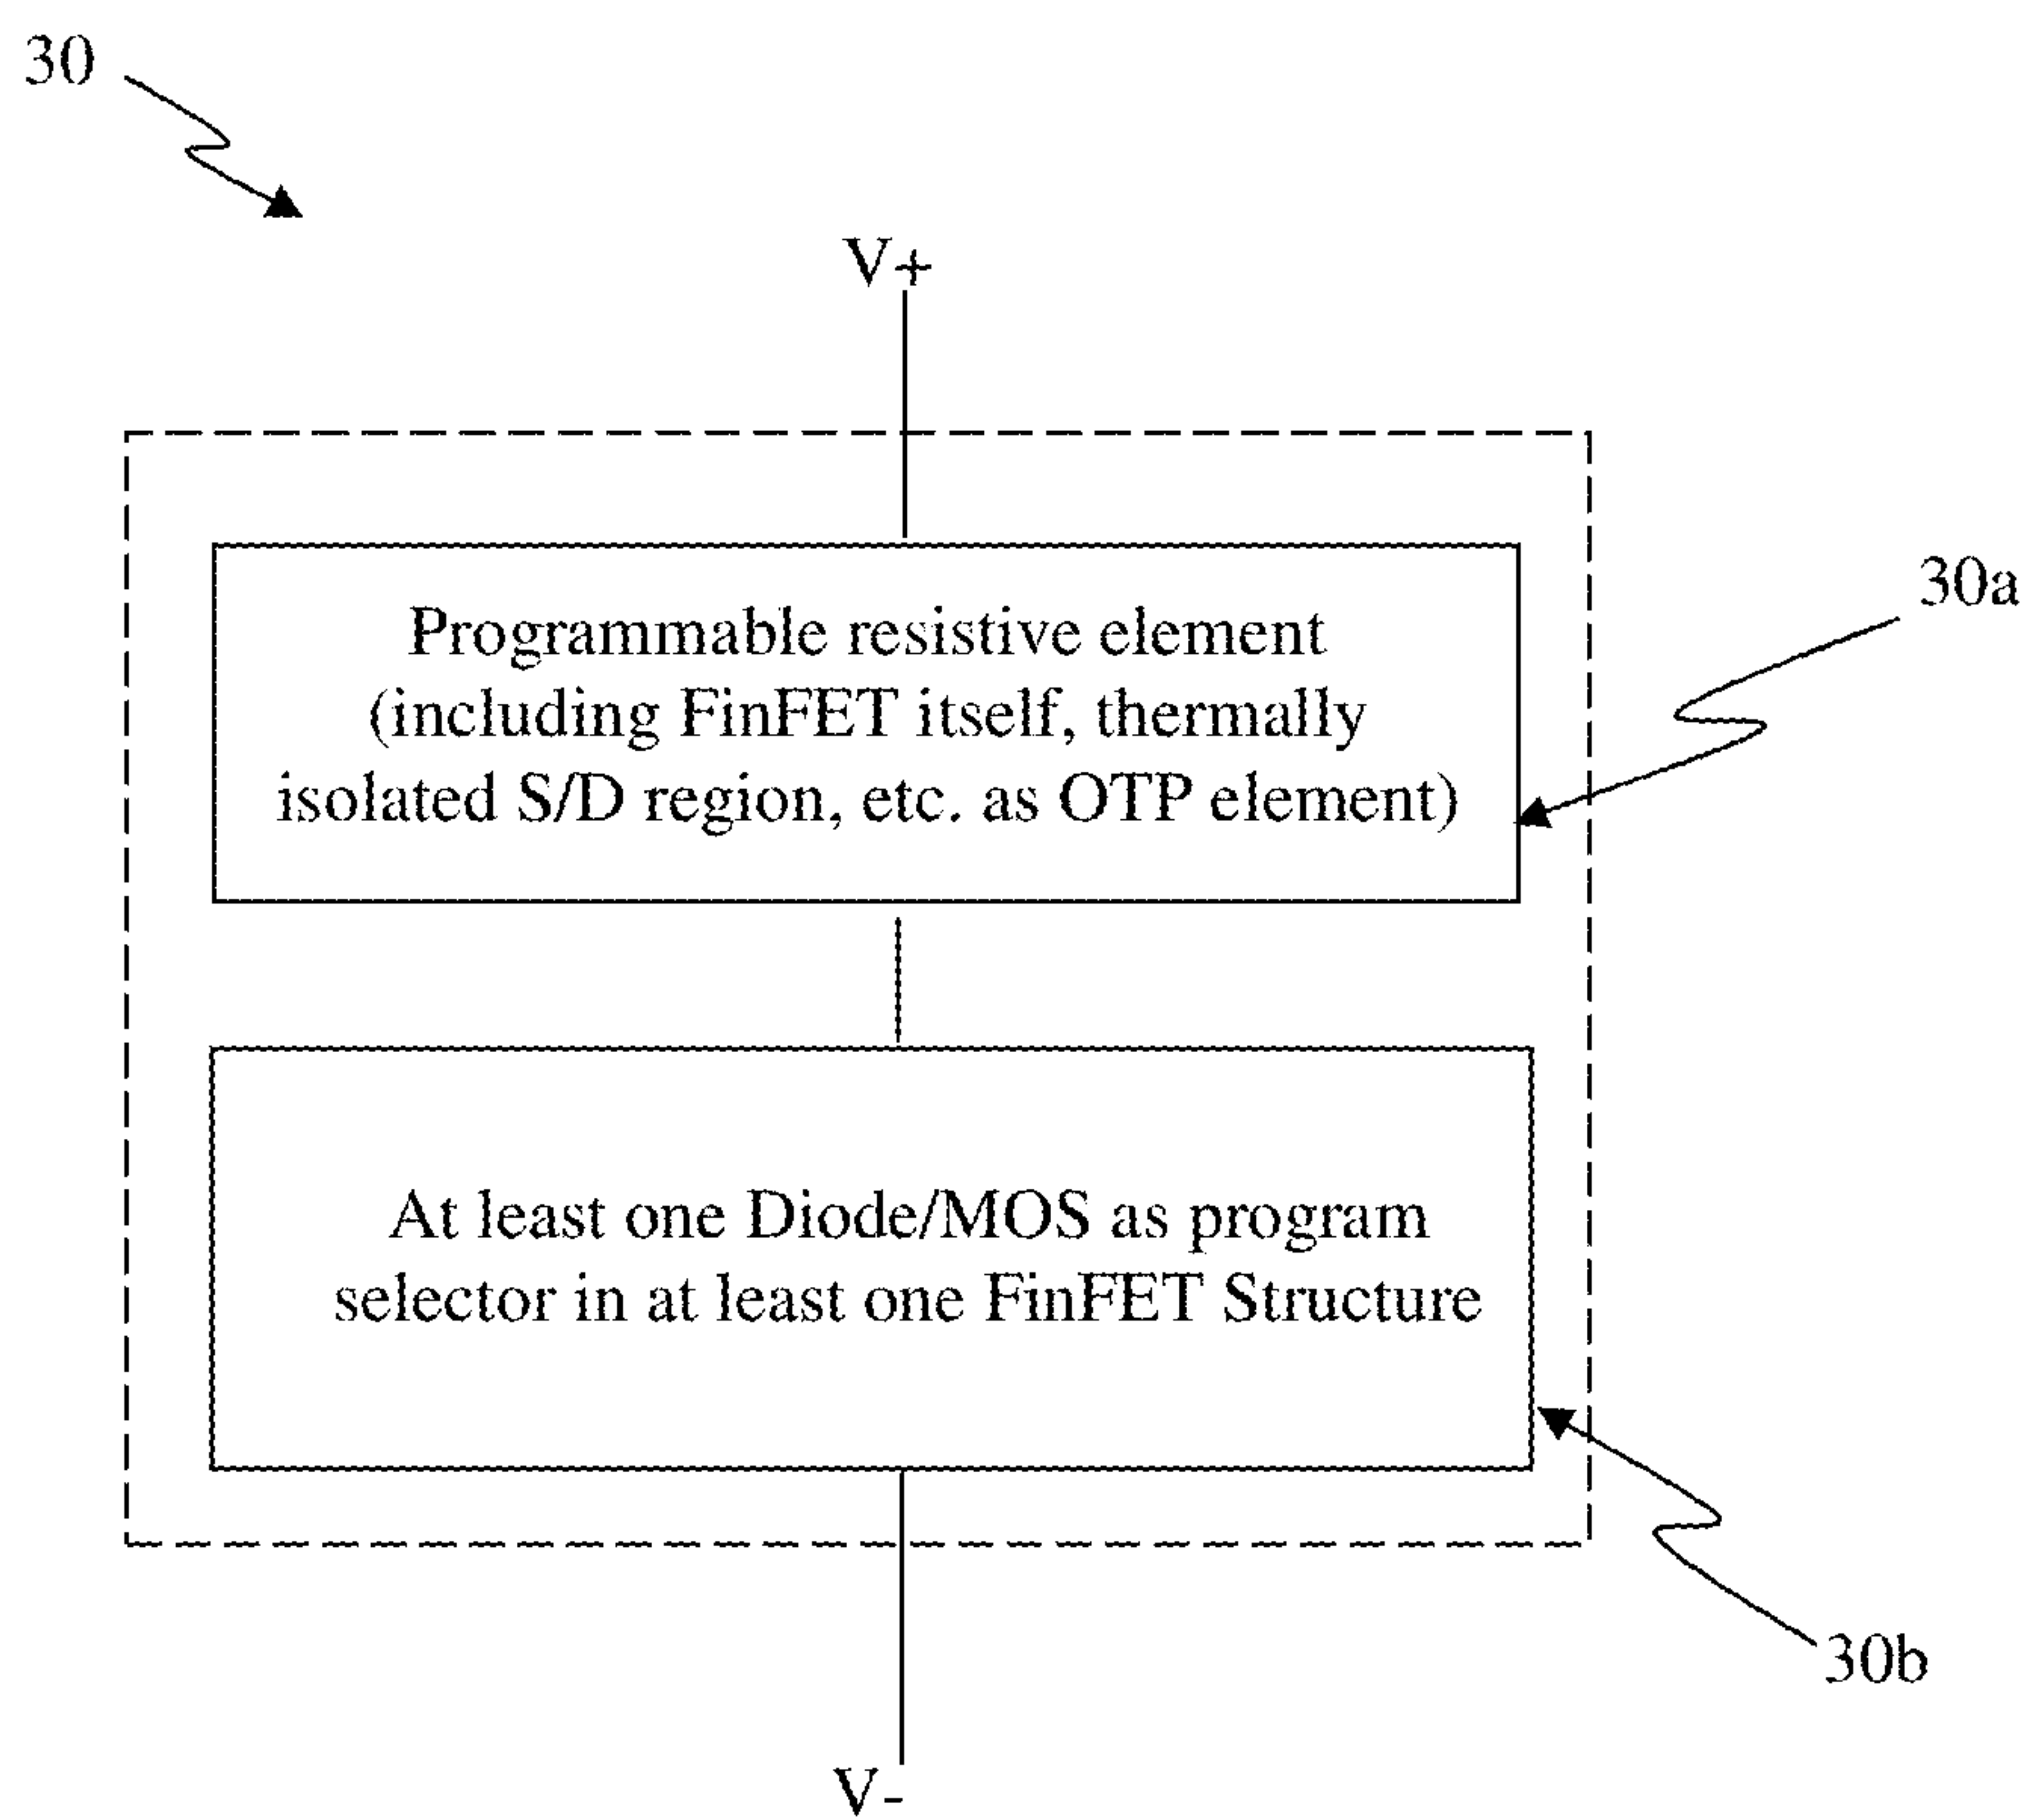 30
V+
30a
Programmable resistive element
(including FinFET itself, thermally
isolated S/D region, etc. as OTP element)
At least one Diode/MOS as program
selector in at least one FinFET Structure
30b
V-